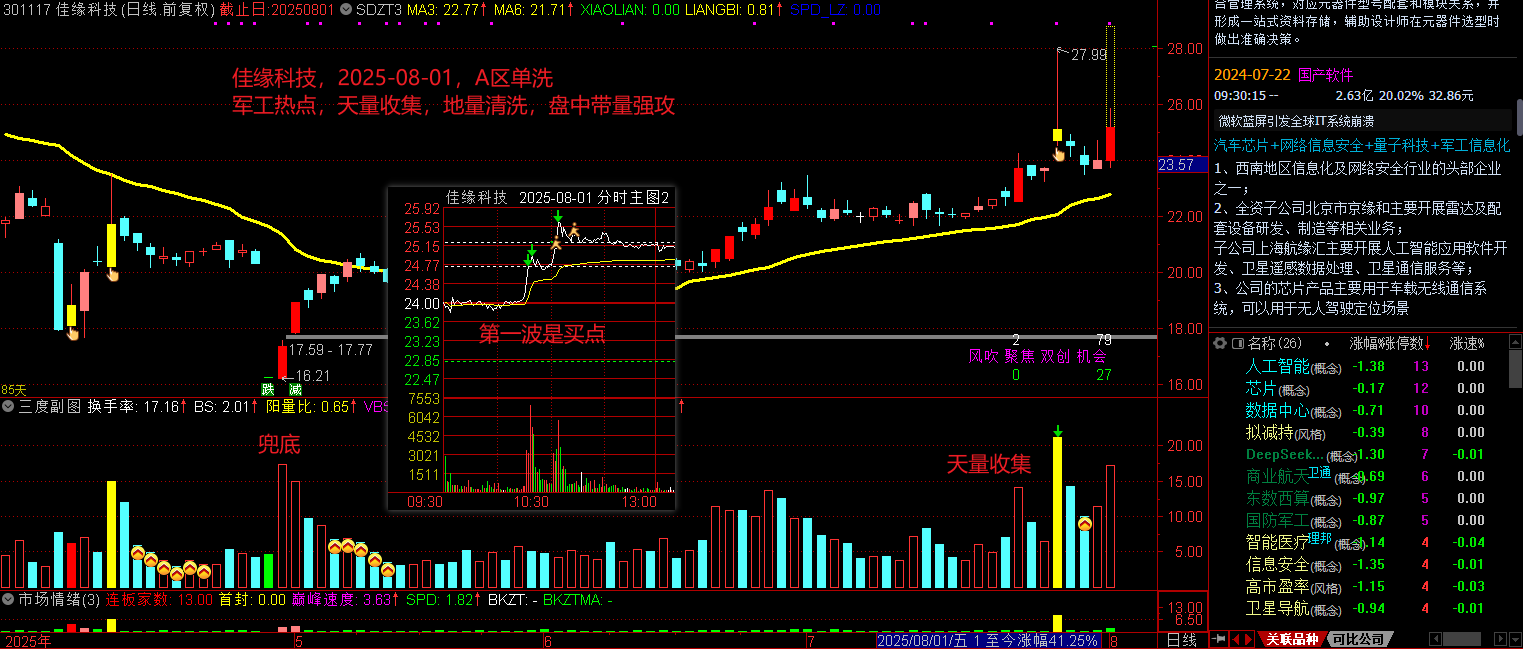 301117 佳缘科技(日线.前复权) 截止日:20250801 SDZT3 MA3: 22.77↑ MA6: 21.71↑ XIAOLIAN: 0.00 LIANGBI: 0.81↑ SPD_LZ 0.00
佳缘科技，2025-08-01，A区单洗
军工热点，天量收集，地量清洗，盘中带量强攻
27.99
28.00
26.00
23.57
22.00
20.00
18.00
16.00
佳缘科技 2025-08-01 分时主图2
25.92
25.53
25.15
24.77
24.38
24.00
23.62
23.23
22.85
22.47
7553
6042
4532
3021
1511
第一波是买点
09:30 10:30 13:00
17.59 - 17.77
16.21
跌 减
85天
2 79
风吹 聚焦 双创 机会
0 27
三度副图 换手率: 17.16↑ BS: 2.01↑ 阳量比: 0.65↑ VBS
兜底
天量收集
20.00
15.00
10.00
5.00
市场情绪(3) 连板家数: 13.00 首封: 0.00 巅峰速度: 3.63↑ SPD: 1.82↑ BKZT: - BKZTMA: -
13.00
6.50
2025年 5 6 7 2025/08/01/五 1 至今涨幅41.25% 8 日线
形成一站式资料存储，辅助设计师在元器件选型时
做出准确决策。
2024-07-22 国产软件
09:30:15 -- 2.63亿 20.02% 32.86元
微软蓝屏引发全球IT系统崩溃
汽车芯片+网络信息安全+量子科技+军工信息化
1、西南地区信息化及网络安全行业的头部企业
之一；
2、全资子公司北京市京缘和主要开展雷达及配
套设备研发、制造等相关业务；
子公司上海航缘汇主要开展人工智能应用软件开
发、卫星遥感数据处理、卫星通信服务等；
3、公司的芯片产品主要用于车载无线通信系
统，可以用于无人驾驶定位场景
名称(26) 涨幅% 涨停数↓ 涨速%
人工智能(概念) -1.38 13 0.00
芯片(概念) -0.17 12 0.00
数据中心(概念) -0.71 10 0.00
拟减持(风格) -0.39 8 0.00
DeepSeek...(概念) -1.30 7 -0.01
商业航天(概念) 卫通 -0.69 6 0.00
东数西算(概念) -0.97 5 0.00
国防军工(概念) -0.87 5 0.00
智能医疗(概念) 理邦 -1.14 4 -0.04
信息安全(概念) -1.35 4 -0.01
高市盈率(风格) -1.15 4 -0.03
卫星导航(概念) -0.94 4 -0.01
关联品种 可比公司